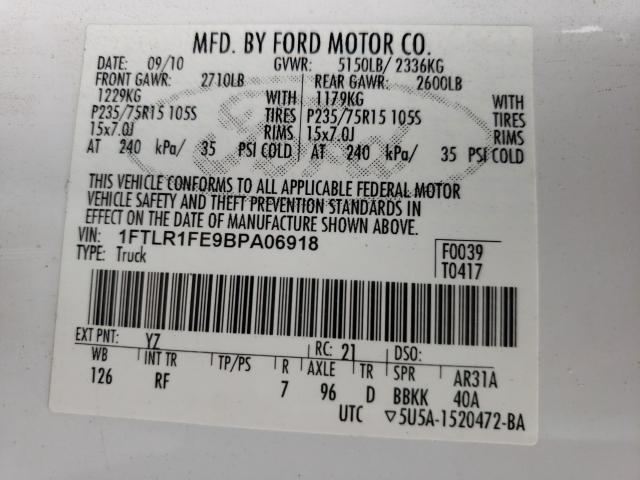 MFD. BY FORD MOTOR CO.
DATE: 09/10 GVWR: 5150LB/ 2336KG
FRONT GAWR: 2710LB REAR GAWR: 2600LB
1229KG WITH 1179KG WITH
P235/75R15 105S TIRES P235/75R15 105S TIRES
15x7.0J RIMS 15x7.0J RIMS
AT 240 kPa/ 35 PSI COLD AT 240 kPa/ 35 PSI COLD
THIS VEHICLE CONFORMS TO ALL APPLICABLE FEDERAL MOTOR
VEHICLE SAFETY AND THEFT PREVENTION STANDARDS IN
EFFECT ON THE DATE OF MANUFACTURE SHOWN ABOVE.
VIN: 1FTLR1FE9BPA06918 F0039
TYPE: Truck T0417
EXT PNT: YZ RC: 21 DSO:
WB INT TR TP/PS R AXLE TR SPR AR31A
126 RF 7 96 D BBKK 40A
UTC ▽5U5A-1520472-BA
Ford